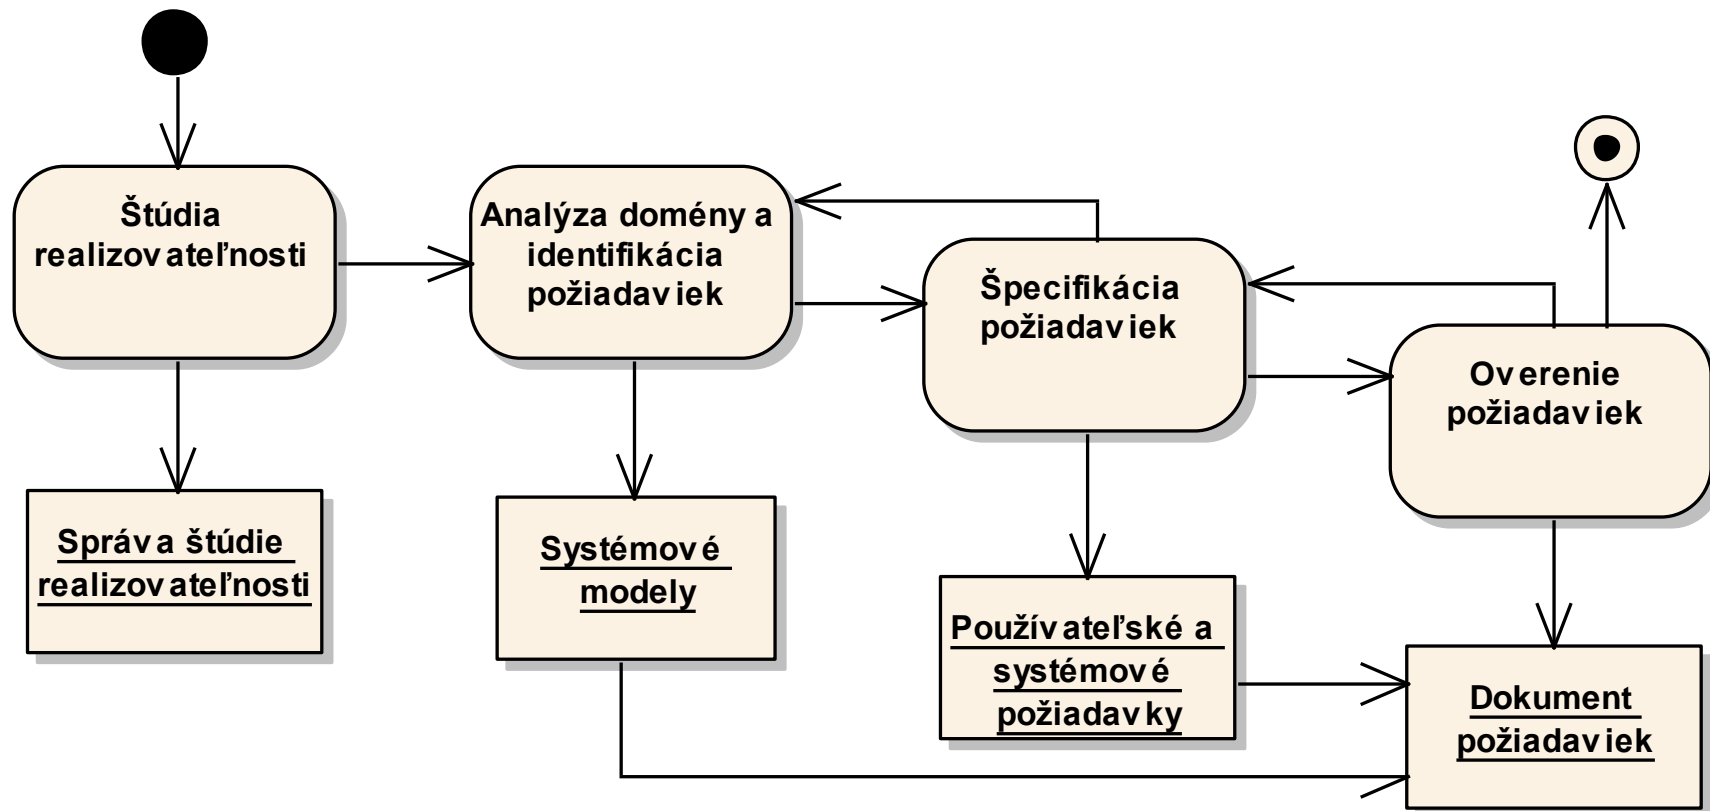 Štúdia
realizovateľnosti
Analýza domény a
identifikácia
požiadaviek
Špecifikácia
požiadaviek
Overenie
požiadaviek
Správa štúdie
realizovateľnosti
Systémové
modely
Používateľské a
systémové
požiadavky
Dokument
požiadaviek